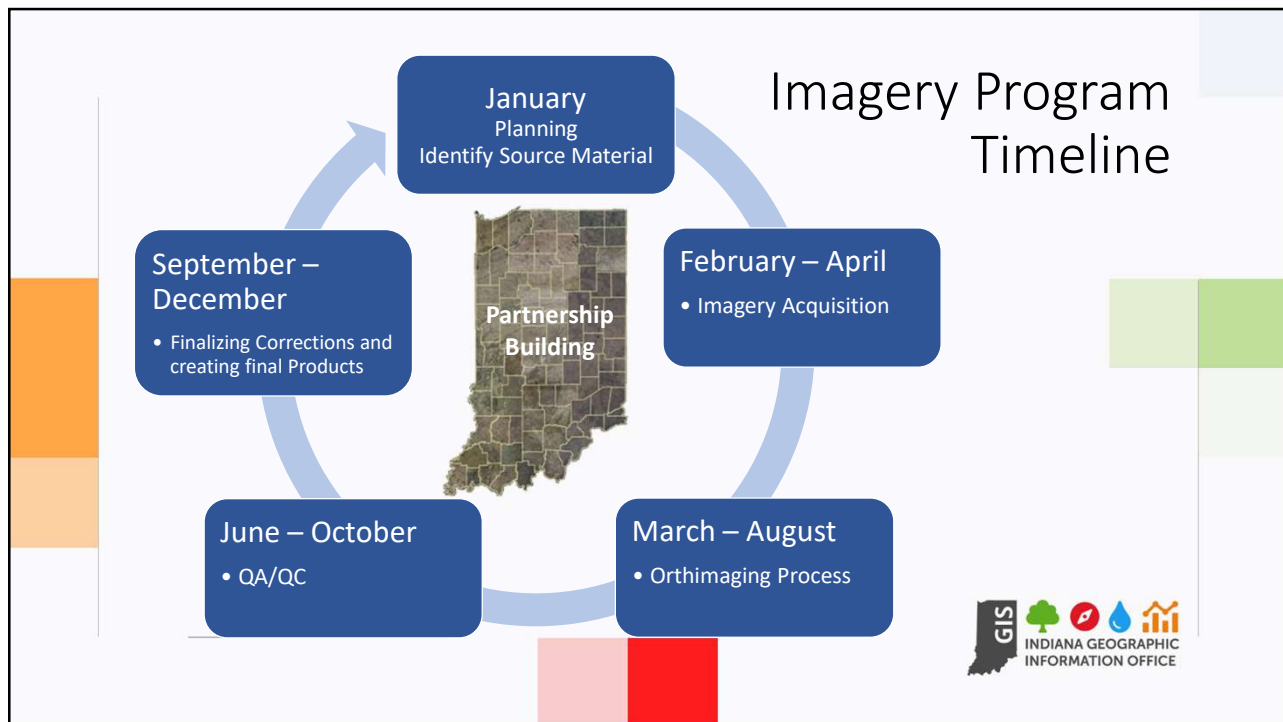 Imagery Program
Timeline
January
Planning
Identify Source Material
February – April
• Imagery Acquisition
March – August
• Orthimaging Process
June – October
• QA/QC
September –
December
• Finalizing Corrections and
creating final Products
Partnership
Building
GIS
INDIANA GEOGRAPHIC
INFORMATION OFFICE